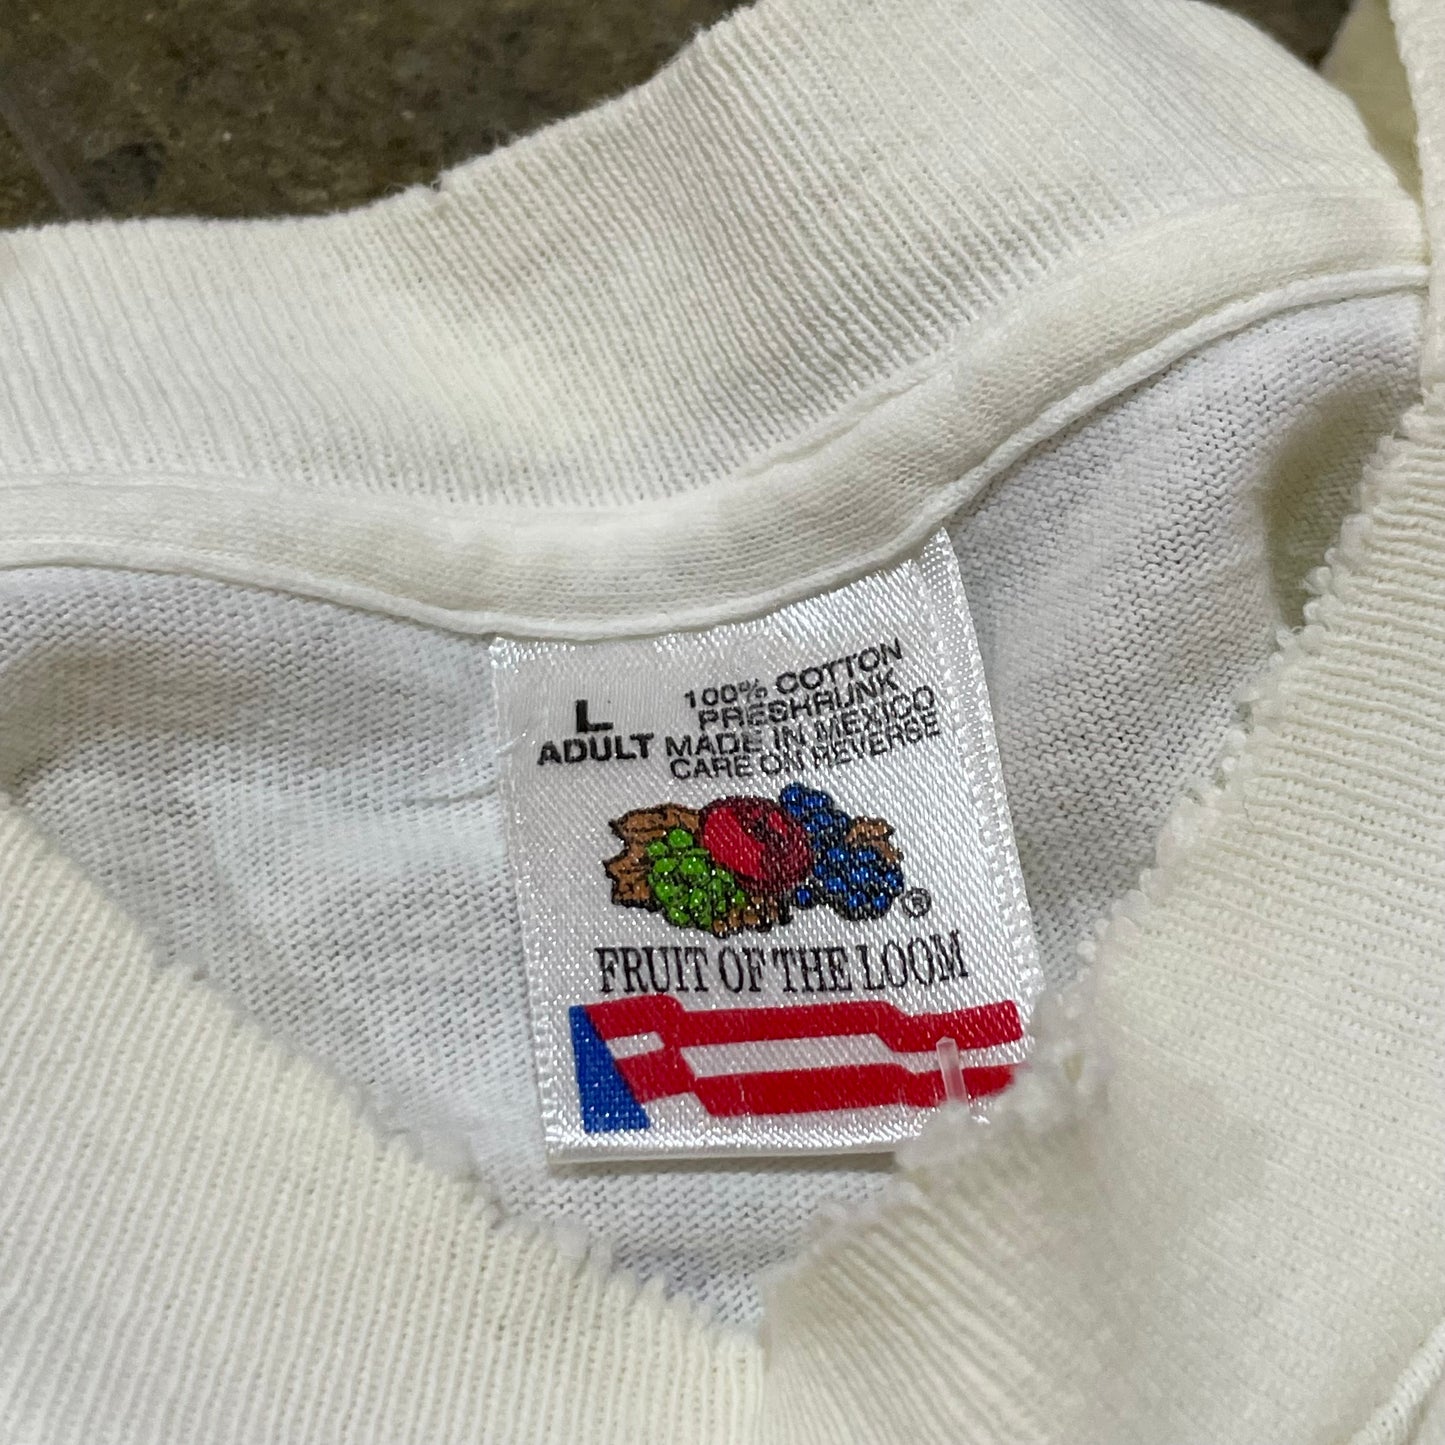 L
ADULT
100% COTTON
PRESHRUNK
MADE IN MEXICO
CARE ON REVERSE
®
FRUIT OF THE LOOM